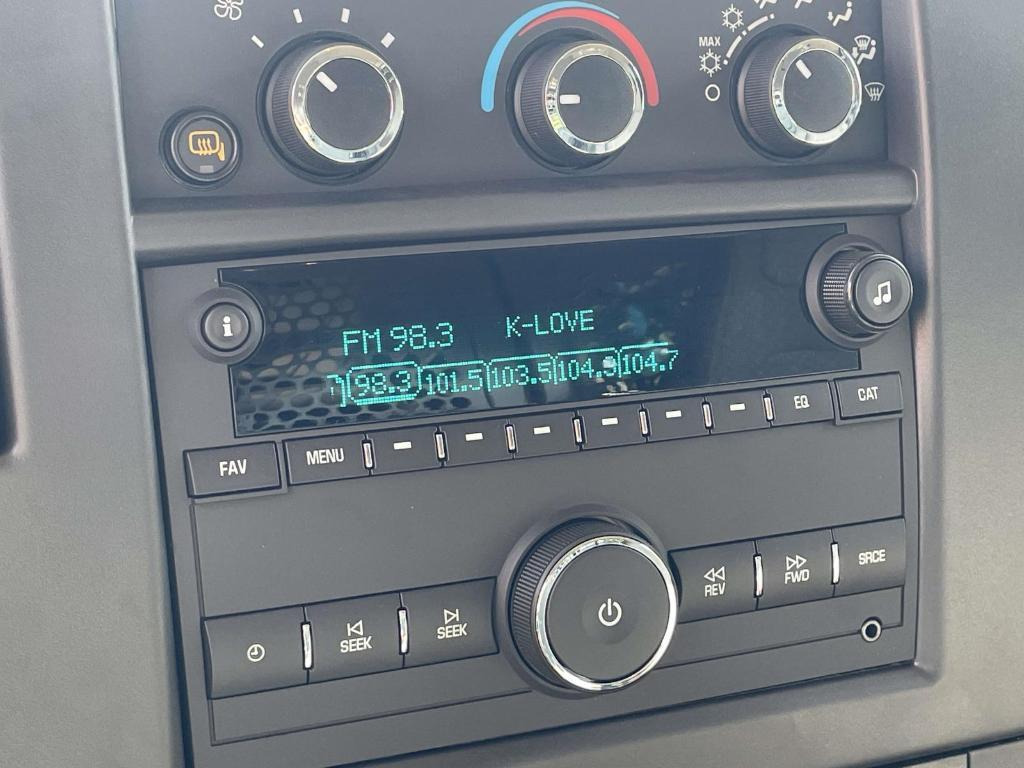 MAX
FM 98.3 K-LOVE
98.3 101.5 103.5 104.9 104.7
FAV MENU EQ CAT
SEEK SEEK REV FWD SRCE